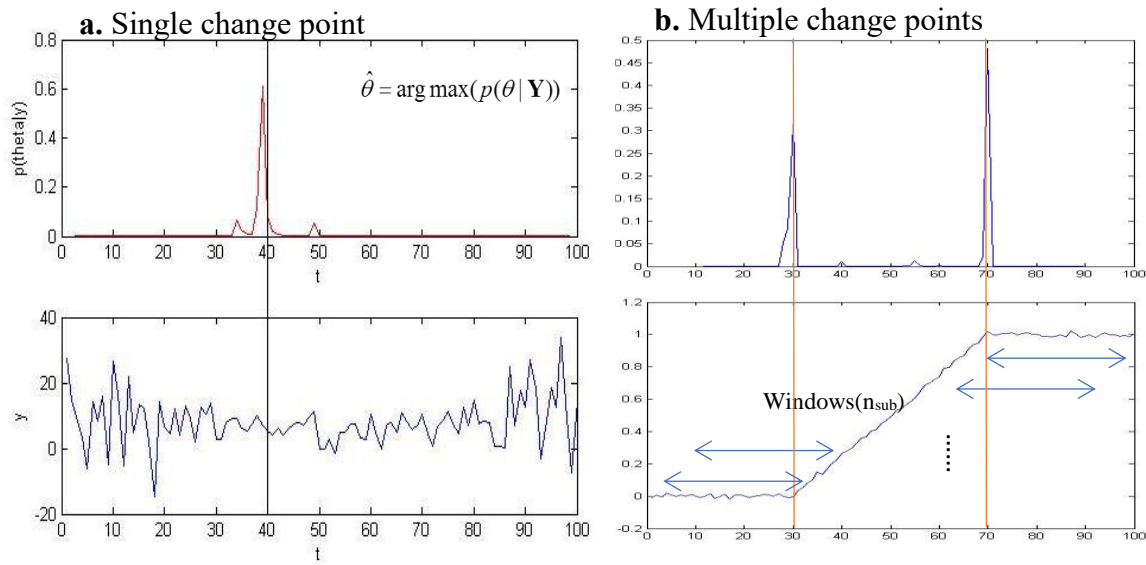 a. Single change point
0.8
0.6
0.4
0.2
0
p(theta|y)
θ̂ = arg max(p(θ | Y))
0 10 20 30 40 50 60 70 80 90 100
t
40
20
0
-20
y
0 10 20 30 40 50 60 70 80 90 100
t
b. Multiple change points
0.5
0.45
0.4
0.35
0.3
0.25
0.2
0.15
0.1
0.05
0
0 10 20 30 40 50 60 70 80 90 100
1.2
1
0.8
0.6
0.4
0.2
0
-0.2
Windows(nsub)
0 10 20 30 40 50 60 70 80 90 100